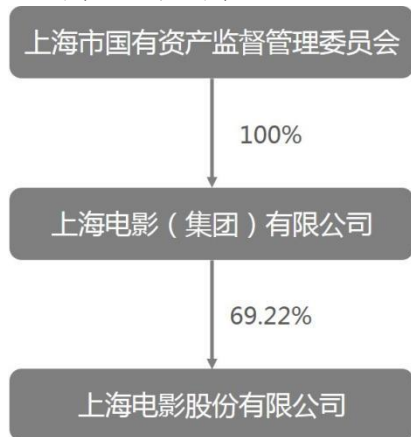 上海市国有资产监督管理委员会
100%
上海电影（集团）有限公司
69.22%
上海电影股份有限公司